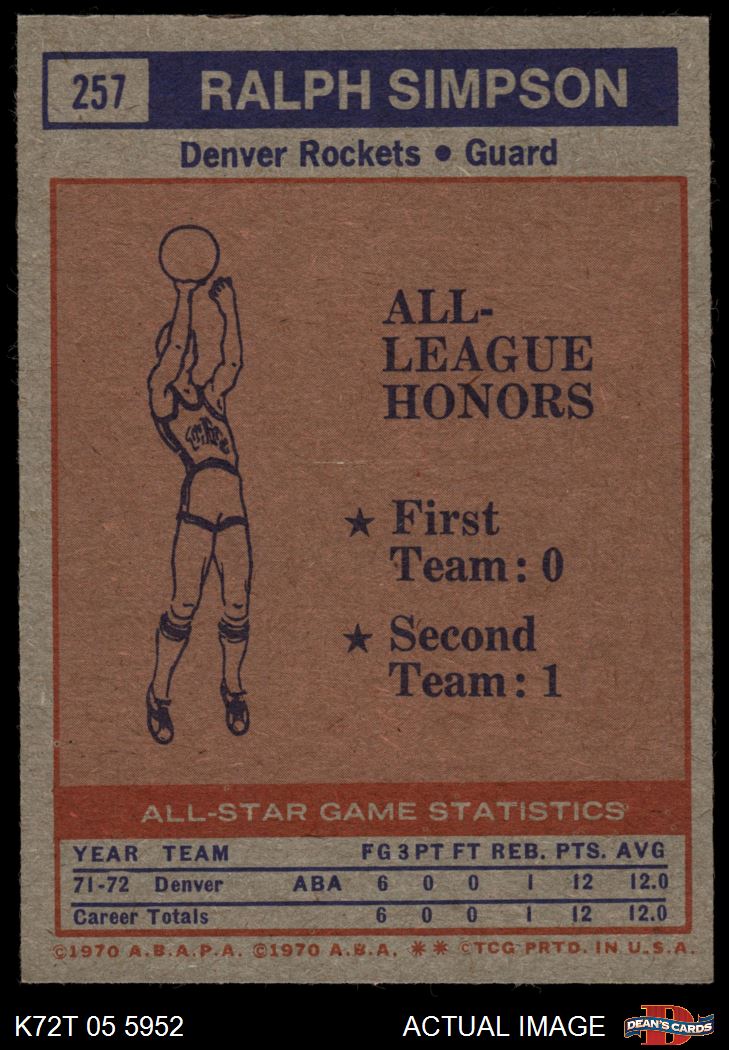 257 RALPH SIMPSON
Denver Rockets • Guard
ALL-
LEAGUE
HONORS
★ First
Team: 0
★ Second
Team: 1
ALL-STAR GAME STATISTICS
YEAR TEAM FG 3PT FT REB. PTS. AVG
71-72 Denver ABA 6 0 0 1 12 12.0
Career Totals 6 0 0 1 12 12.0
©1970 A.B.A.P.A. ©1970 A.B.A. ** ©TCG PRTD. IN U.S.A.
K72T 05 5952 ACTUAL IMAGE DEAN'S CARDS